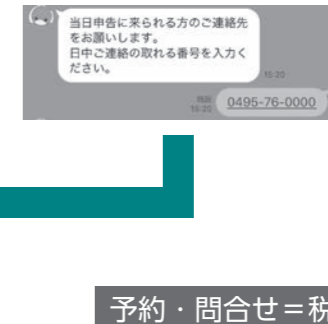 当日申告に来られる方のご連絡先
をお願いします。
日中ご連絡の取れる番号を入力く
ださい。
15:20
既読
15:20
0495-76-0000
予約・問合せ＝税